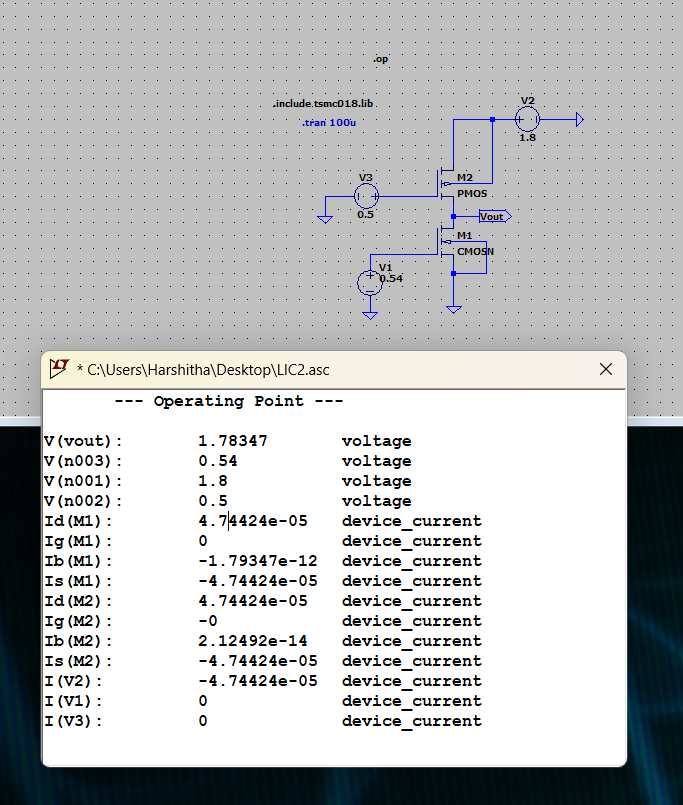 .op
V2
.include tsmc018.lib
.tran 100u
1.8
V3
M2
PMOS
0.5
Vout
M1
CMOSN
V1
0.54
* C:\Users\Harshitha\Desktop\LIC2.asc
--- Operating Point ---
V(vout): 1.78347 voltage
V(n003): 0.54 voltage
V(n001): 1.8 voltage
V(n002): 0.5 voltage
Id(M1): 4.74424e-05 device_current
Ig(M1): 0 device_current
Ib(M1): -1.79347e-12 device_current
Is(M1): -4.74424e-05 device_current
Id(M2): 4.74424e-05 device_current
Ig(M2): -0 device_current
Ib(M2): 2.12492e-14 device_current
Is(M2): -4.74424e-05 device_current
I(V2): -4.74424e-05 device_current
I(V1): 0 device_current
I(V3): 0 device_current